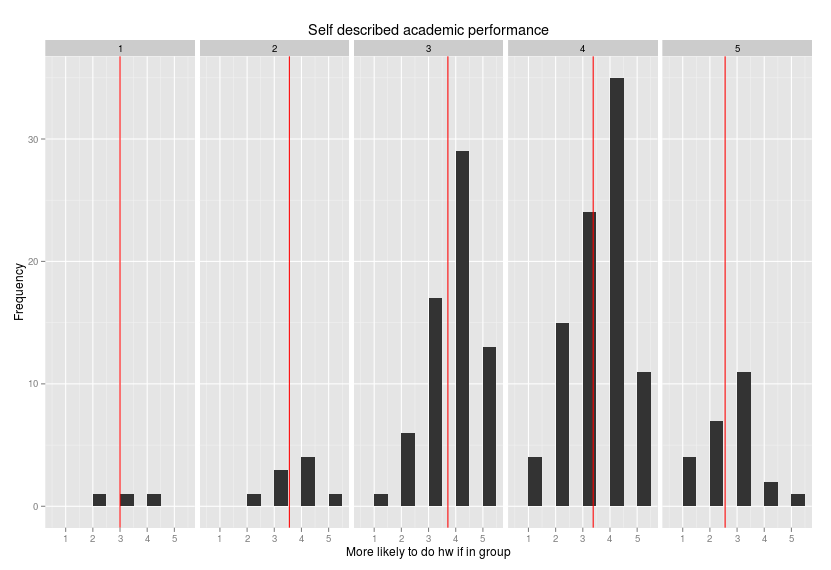 Self described academic performance
1 2 3 4 5
Frequency
30
20
10
0
1 2 3 4 5 1 2 3 4 5 1 2 3 4 5 1 2 3 4 5 1 2 3 4 5
More likely to do hw if in group